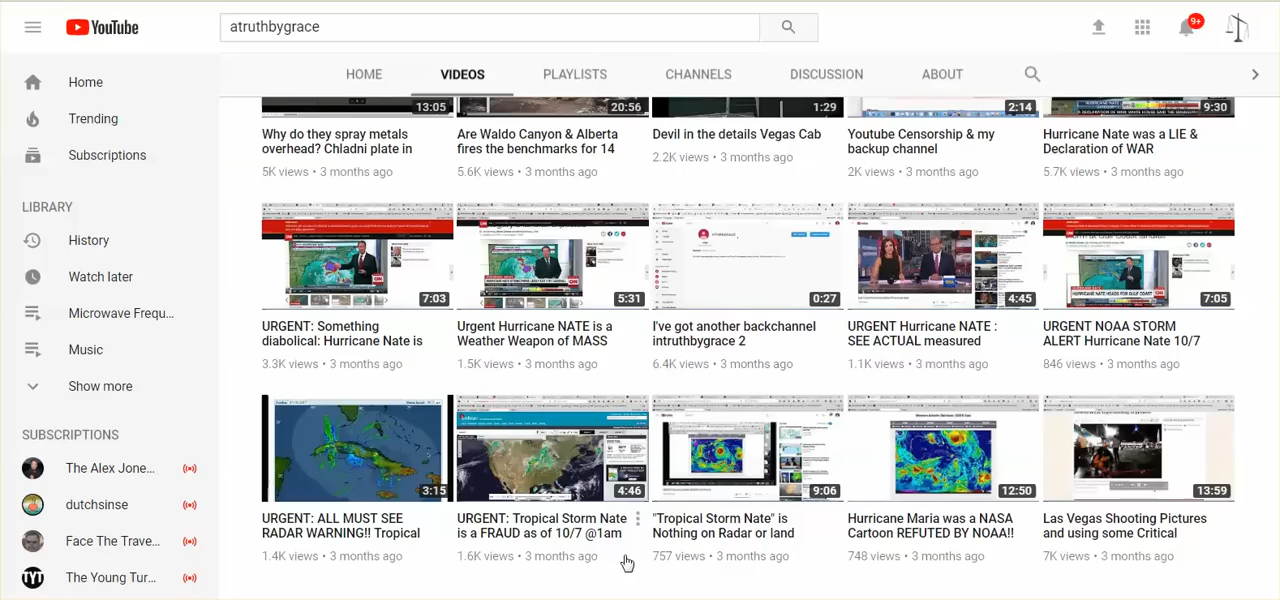 YouTube
atruthbygrace
9+
HOME VIDEOS PLAYLISTS CHANNELS DISCUSSION ABOUT
Home
Trending
Subscriptions
LIBRARY
History
Watch later
Microwave Frequ...
Music
Show more
SUBSCRIPTIONS
The Alex Jone...
dutchsinse
Face The Trave...
TYT
The Young Tur...
13:05
Why do they spray metals
overhead? Chladni plate in
5K views • 3 months ago
20:56
Are Waldo Canyon & Alberta
fires the benchmarks for 14
5.6K views • 3 months ago
1:29
Devil in the details Vegas Cab
2.2K views • 3 months ago
2:14
Youtube Censorship & my
backup channel
2K views • 3 months ago
9:30
Hurricane Nate was a LIE &
Declaration of WAR
5.7K views • 3 months ago
7:03
URGENT: Something
diabolical: Hurricane Nate is
3.3K views • 3 months ago
5:31
Urgent Hurricane NATE is a
Weather Weapon of MASS
1.5K views • 3 months ago
0:27
I've got another backchannel
intruthbygrace 2
6.4K views • 3 months ago
4:45
URGENT Hurricane NATE :
SEE ACTUAL measured
1.1K views • 3 months ago
HURRICANE NATE HEADS FOR GULF COAST
CNN
7:05
URGENT NOAA STORM
ALERT Hurricane Nate 10/7
846 views • 3 months ago
3:15
URGENT: ALL MUST SEE
RADAR WARNING!! Tropical
1.4K views • 3 months ago
4:46
URGENT: Tropical Storm Nate
is a FRAUD as of 10/7 @1am
1.6K views • 3 months ago
9:06
"Tropical Storm Nate" is
Nothing on Radar or land
757 views • 3 months ago
12:50
Hurricane Maria was a NASA
Cartoon REFUTED BY NOAA!!
748 views • 3 months ago
13:59
Las Vegas Shooting Pictures
and using some Critical
7K views • 3 months ago